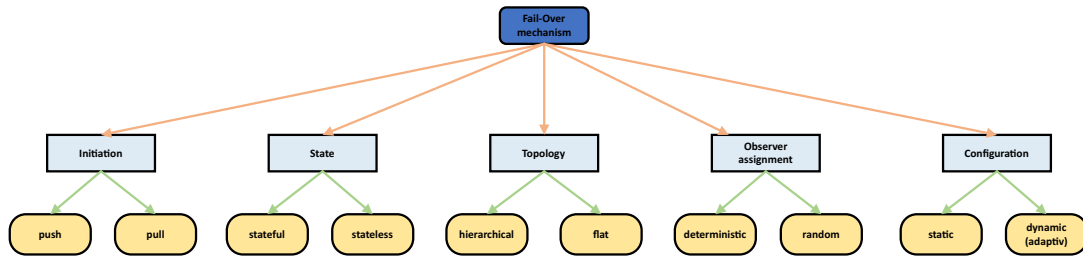 Fail-Over
mechanism
Initiation
State
Topology
Observer
assignment
Configuration
push
pull
stateful
stateless
hierarchical
flat
deterministic
random
static
dynamic
(adaptiv)